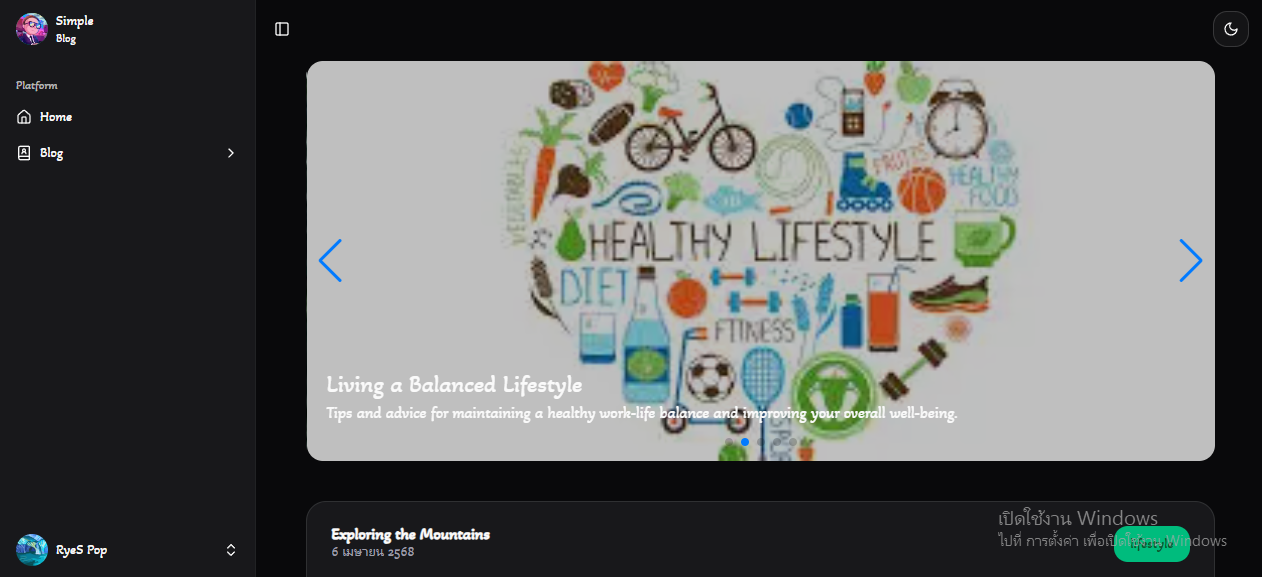 Simple
Blog
Platform
Home
Blog
VEGETABLES
FRUITS
HEALTHY
FOOD
HEALTHY LIFESTYLE
DIET
FITNESS
SPORT
Living a Balanced Lifestyle
Tips and advice for maintaining a healthy work-life balance and improving your overall well-being.
Exploring the Mountains
6 เมษายน 2568
lifestyle
เปิดใช้งาน Windows
ไปที่ การตั้งค่า เพื่อเปิดใช้งาน Windows
RyeS Pop